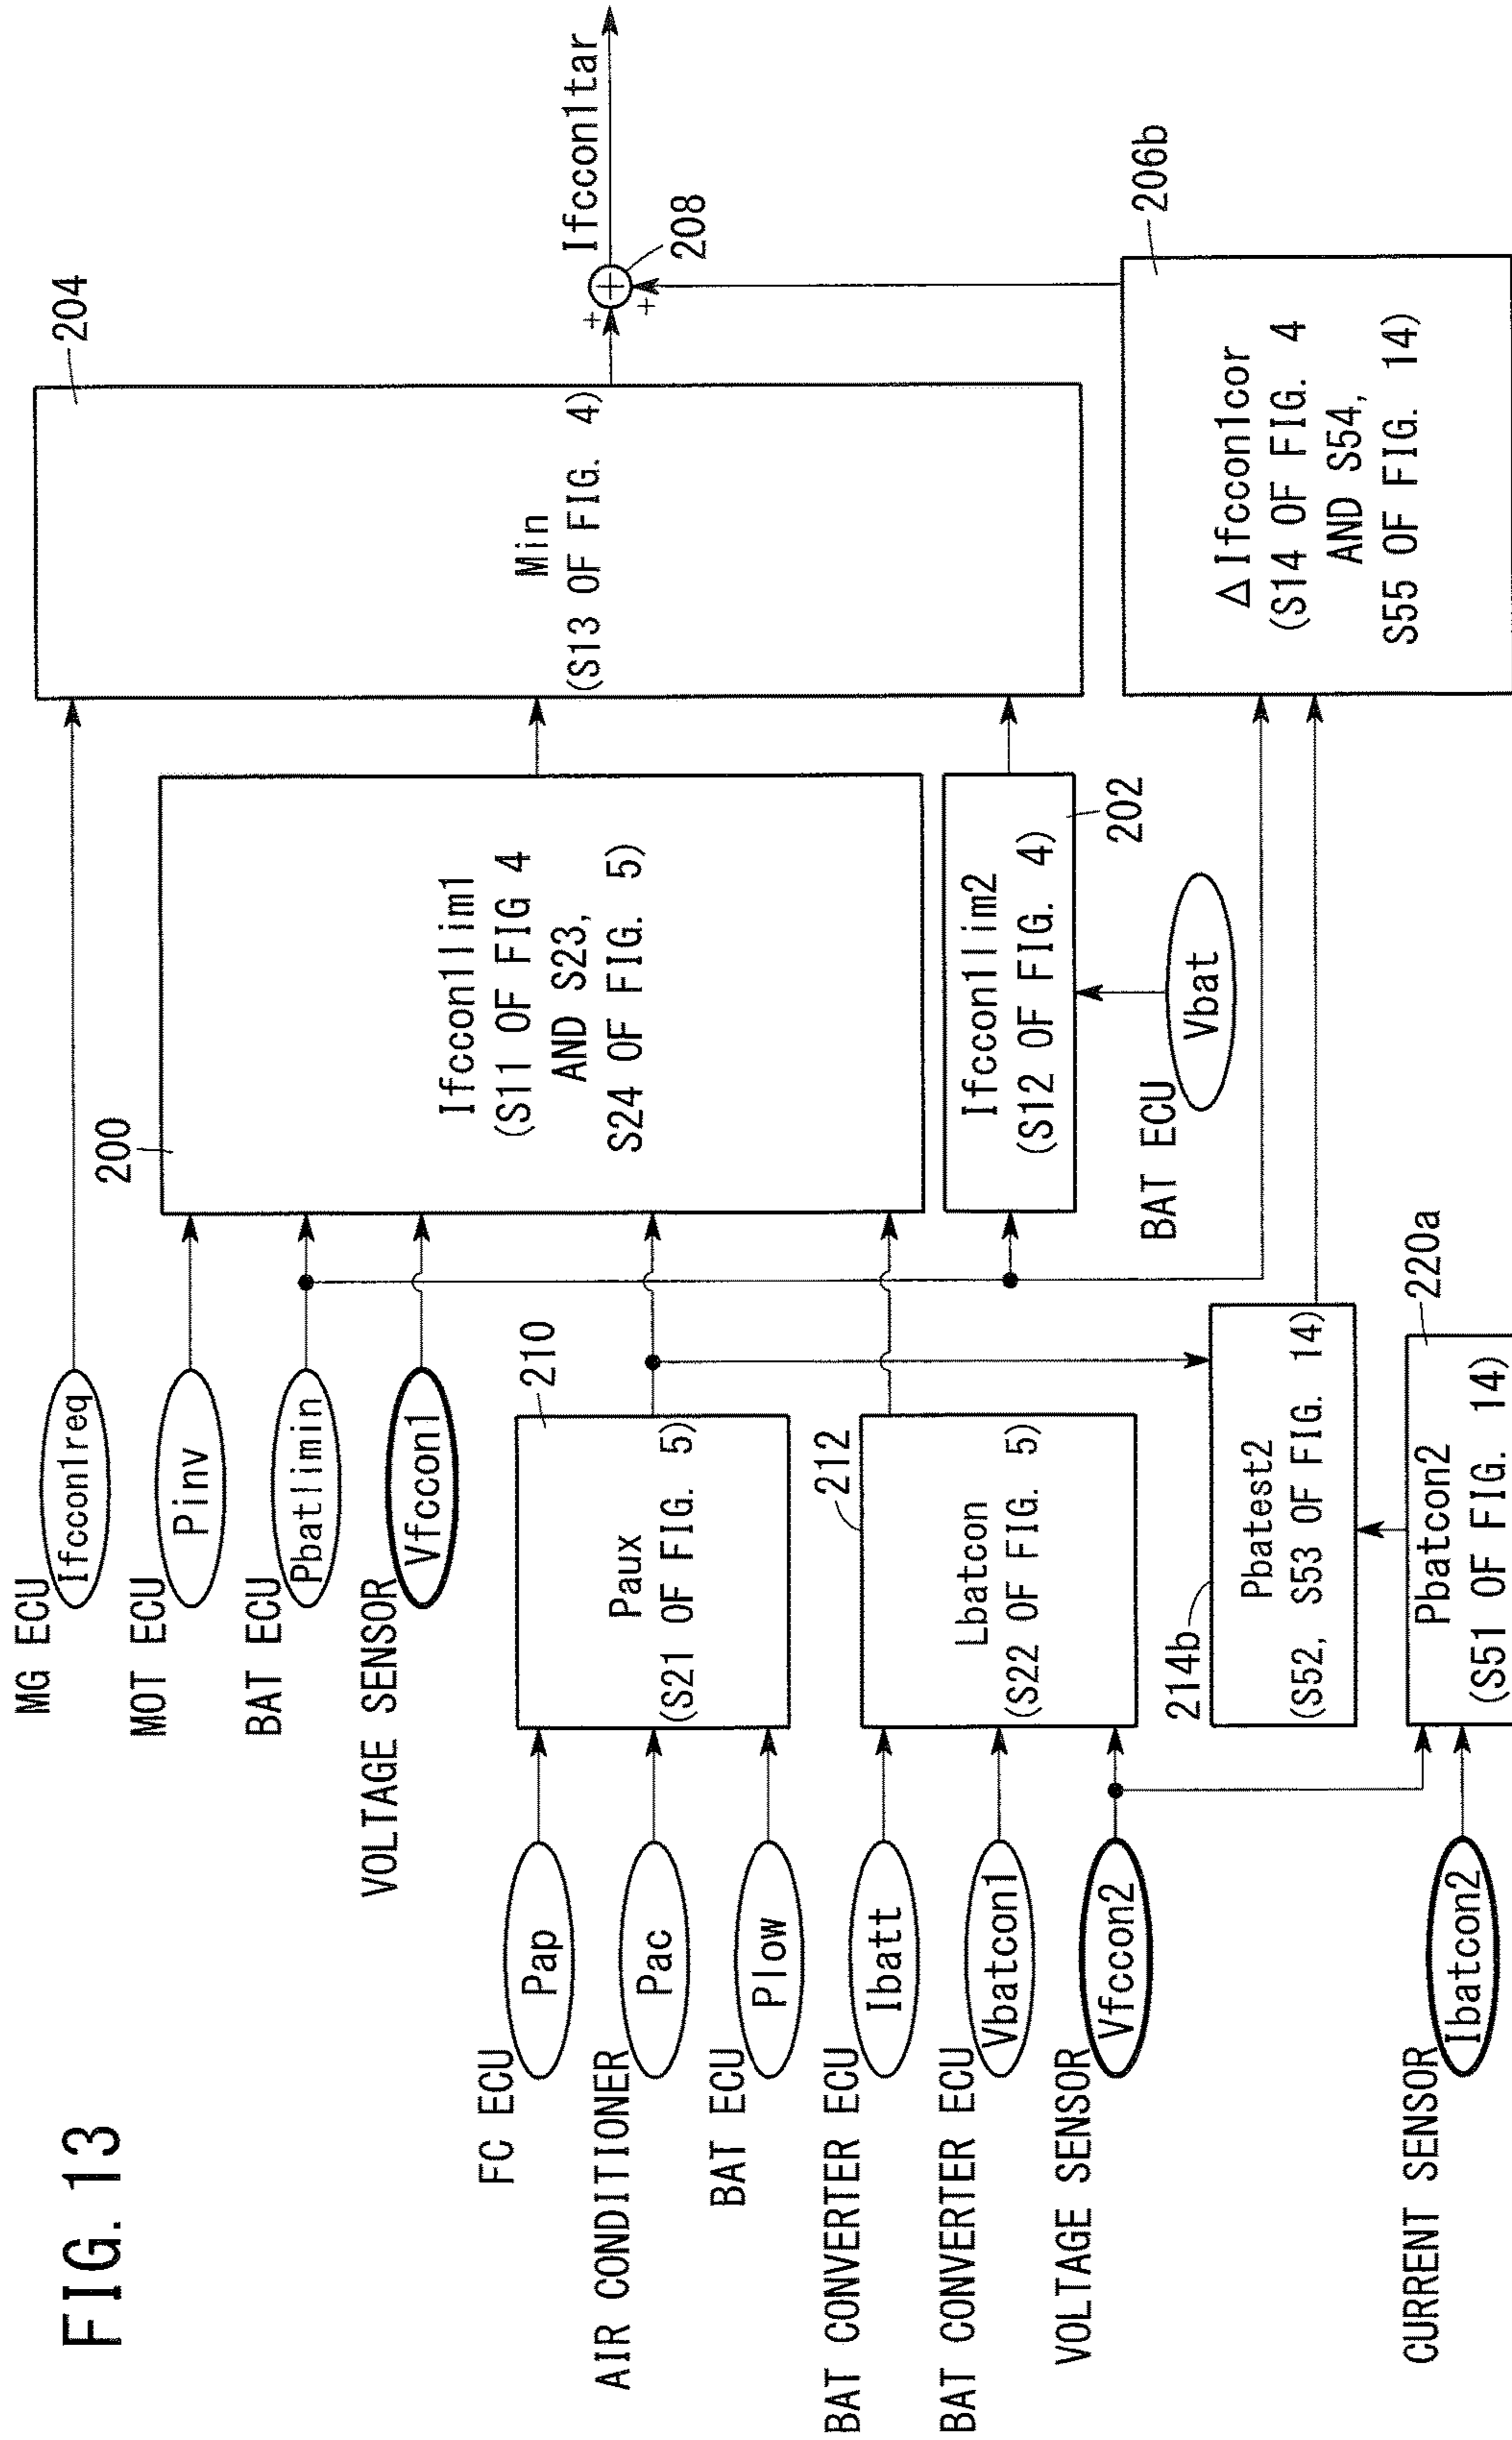 FIG. 13
MG ECU
Ifccon1req
MOT ECU
Pinv
BAT ECU
Pbatlimin
VOLTAGE SENSOR
Vfccon1
FC ECU
Pap
AIR CONDITIONER
Pac
BAT ECU
Plow
BAT CONVERTER ECU
Ibatt
BAT CONVERTER ECU
Vbatcon1
VOLTAGE SENSOR
Vfccon2
CURRENT SENSOR
Ibatcon2
210
Paux
(S21 OF FIG. 5)
212
Lbatcon
(S22 OF FIG. 5)
214b
Pbatest2
(S52, S53 OF FIG. 14)
220a
Pbatcon2
(S51 OF FIG. 14)
200
Ifccon1lim1
(S11 OF FIG 4
AND S23,
S24 OF FIG. 5)
202
Ifccon1lim2
(S12 OF FIG. 4)
BAT ECU
Vbat
204
Min
(S13 OF FIG. 4)
206b
ΔIfccon1cor
(S14 OF FIG. 4
AND S54,
S55 OF FIG. 14)
+
+
+
208
Ifccon1tar